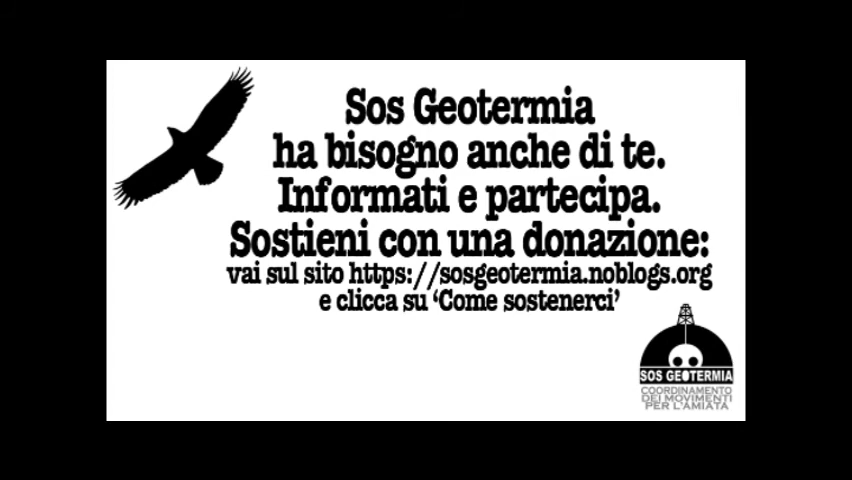 Sos Geotermia
ha bisogno anche di te.
Informati e partecipa.
Sostieni con una donazione:
vai sul sito https://sosgeotermia.noblogs.org
e clicca su ‘Come sostenerci’
SOS GEOTERMIA
COORDINAMENTO
DEI MOVIMENTI
PER L'AMIATA